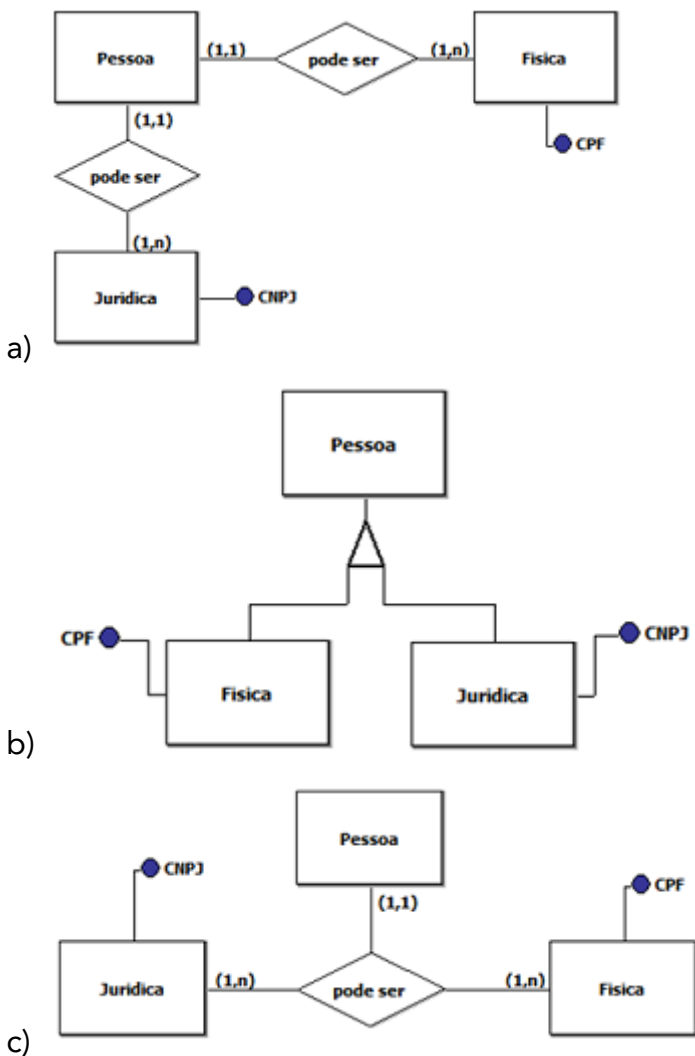 Pessoa (1,1) pode ser (1,n) Fisica
(1,1) CPF
pode ser
(1,n)
Juridica CNPJ
a)
Pessoa
CPF CNPJ
Fisica Juridica
b)
Pessoa
CNPJ CPF
(1,1)
Juridica (1,n) pode ser (1,n) Fisica
c)